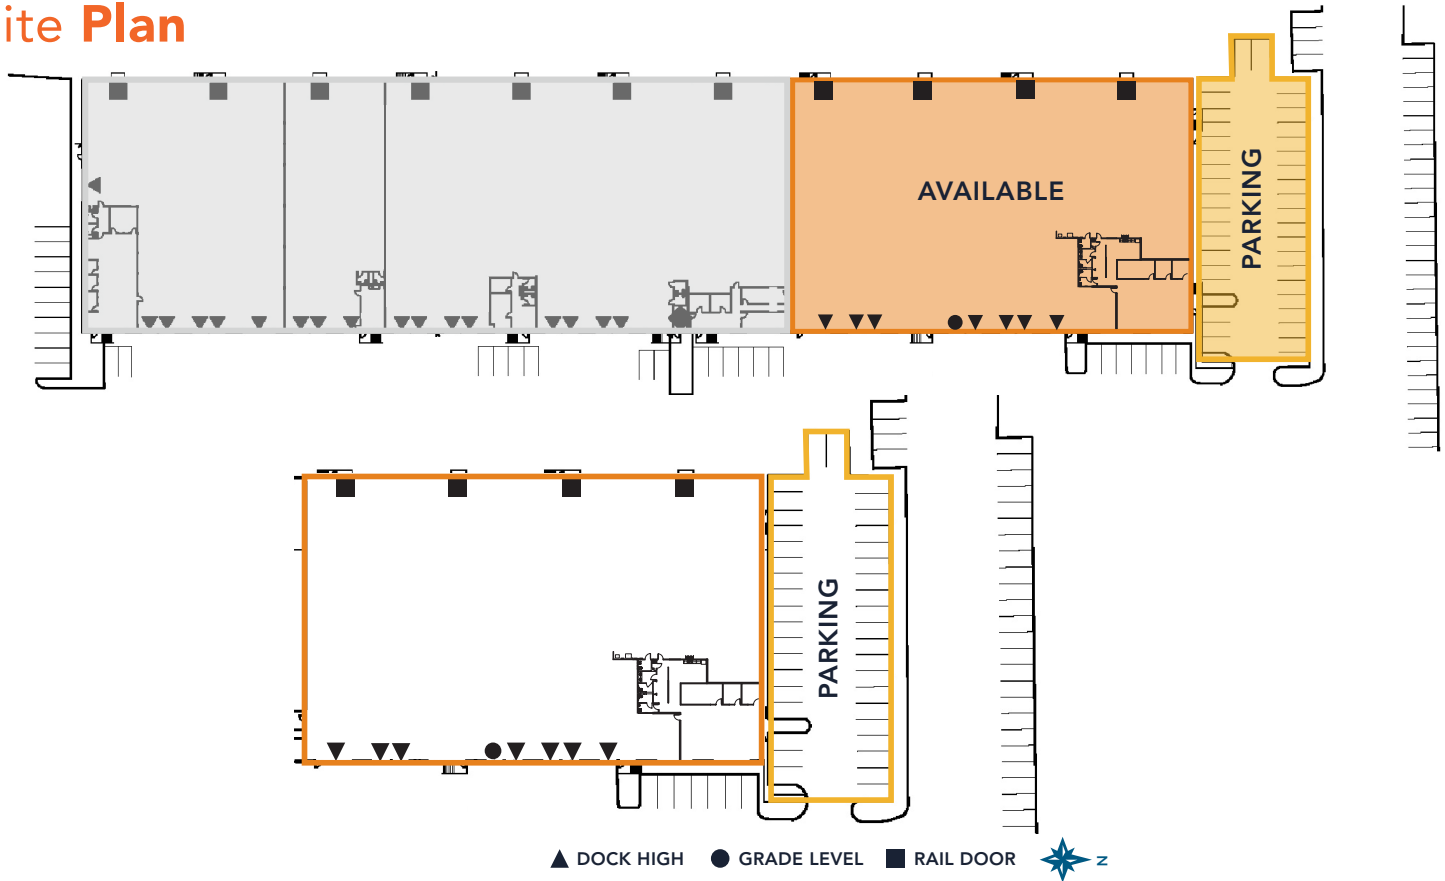 ite Plan
AVAILABLE
PARKING
PARKING
DOCK HIGH GRADE LEVEL RAIL DOOR N